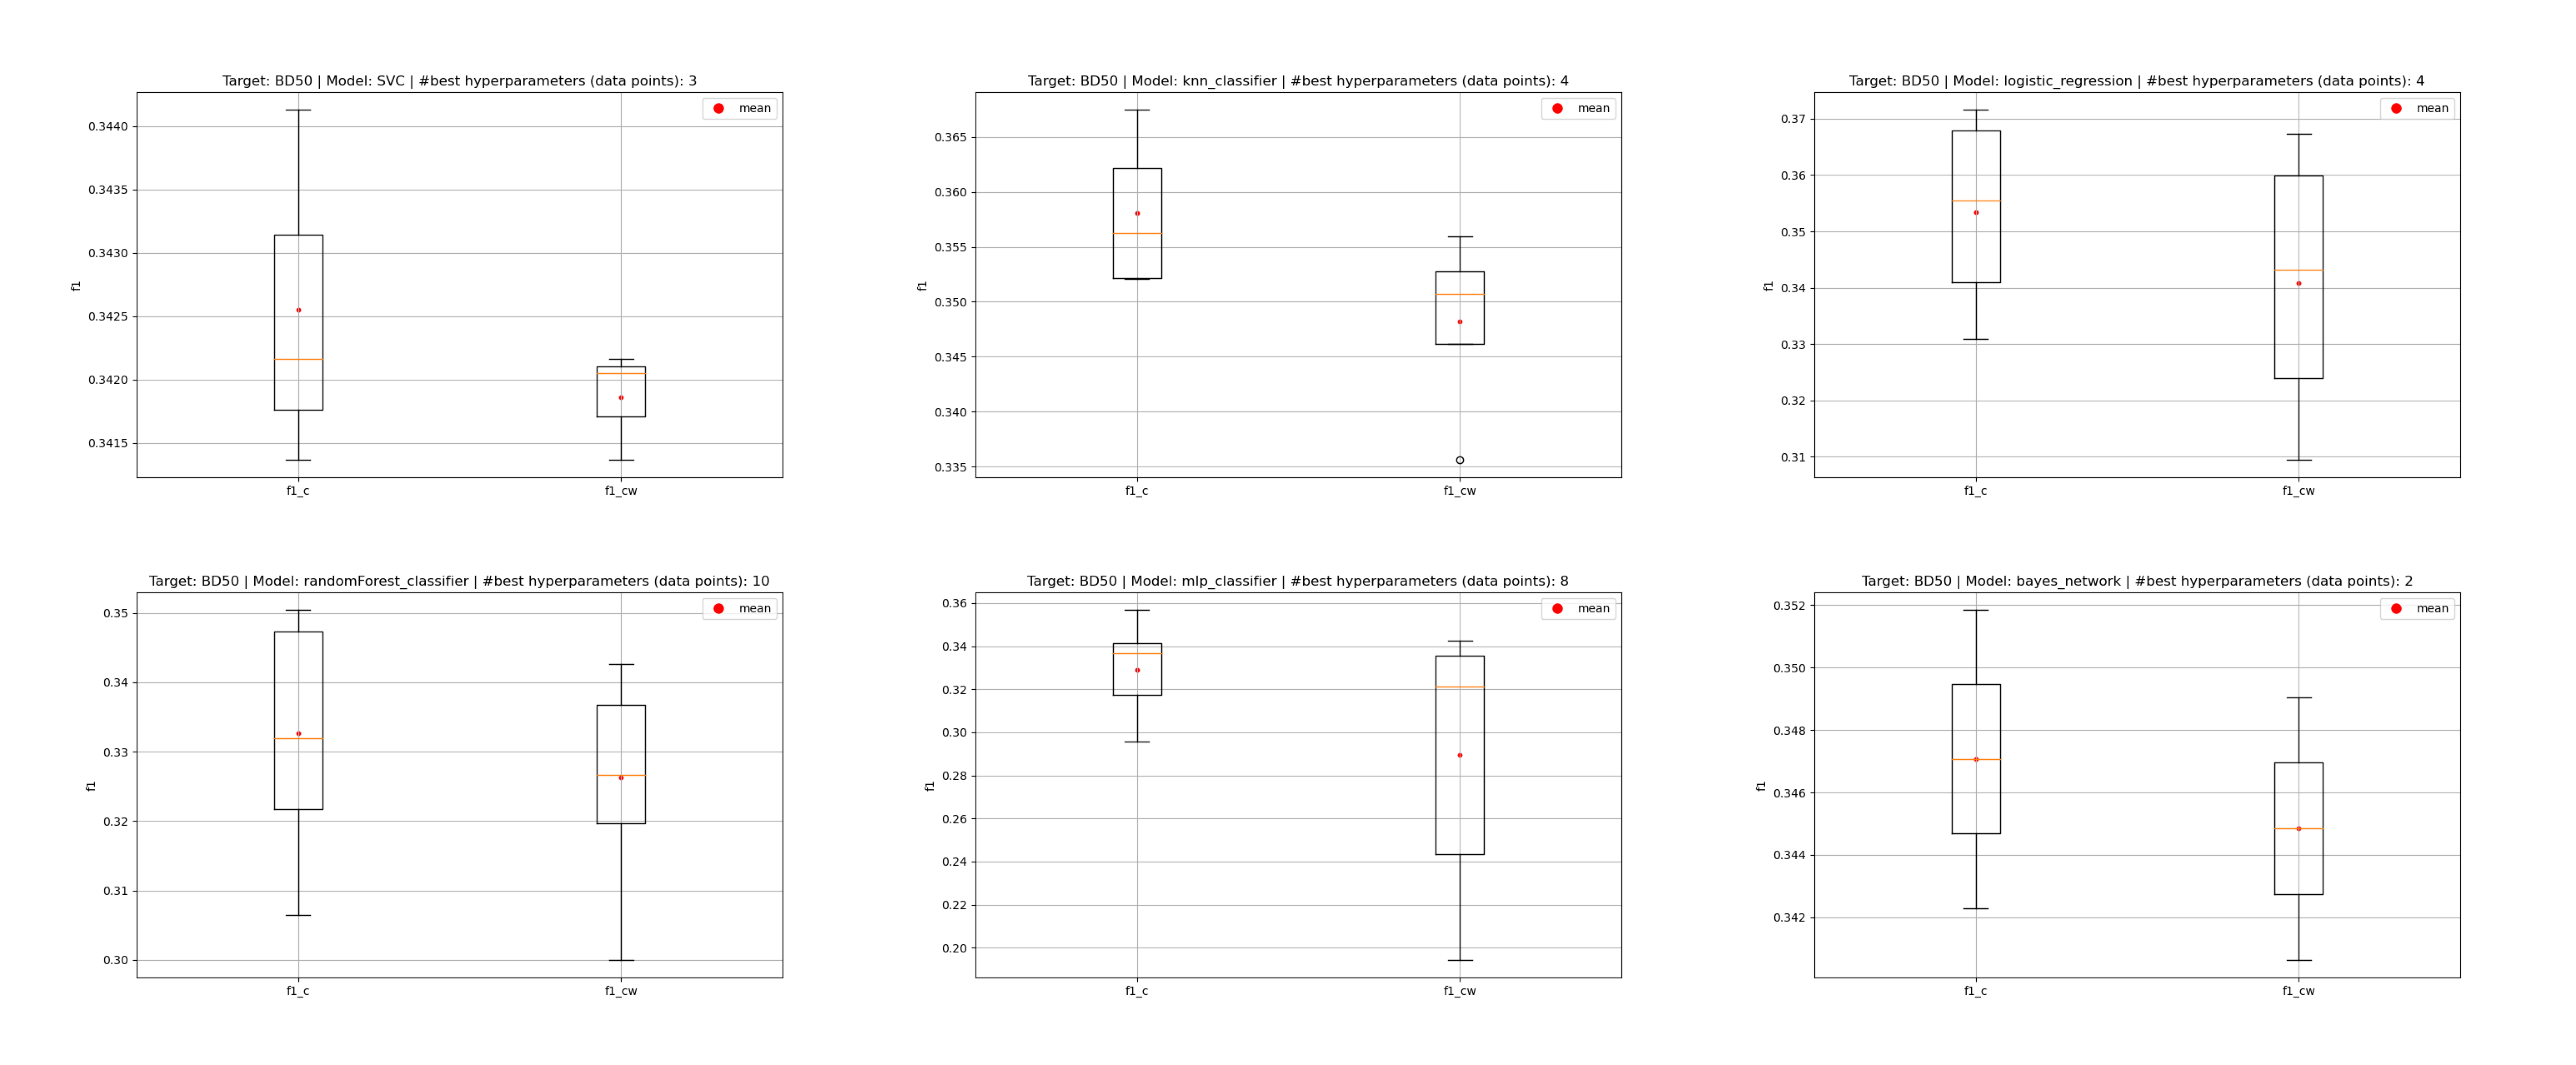 Target: BD50 | Model: SVC | #best hyperparameters (data points): 3
mean
0.3440
0.3435
0.3430
0.3425
0.3420
0.3415
f1
f1_c
f1_cw
Target: BD50 | Model: knn_classifier | #best hyperparameters (data points): 4
mean
0.365
0.360
0.355
0.350
0.345
0.340
0.335
f1
f1_c
f1_cw
Target: BD50 | Model: logistic_regression | #best hyperparameters (data points): 4
mean
0.37
0.36
0.35
0.34
0.33
0.32
0.31
f1
f1_c
f1_cw
Target: BD50 | Model: randomForest_classifier | #best hyperparameters (data points): 10
mean
0.35
0.34
0.33
0.32
0.31
0.30
f1
f1_c
f1_cw
Target: BD50 | Model: mlp_classifier | #best hyperparameters (data points): 8
mean
0.36
0.34
0.32
0.30
0.28
0.26
0.24
0.22
0.20
f1
f1_c
f1_cw
Target: BD50 | Model: bayes_network | #best hyperparameters (data points): 2
mean
0.352
0.350
0.348
0.346
0.344
0.342
f1
f1_c
f1_cw